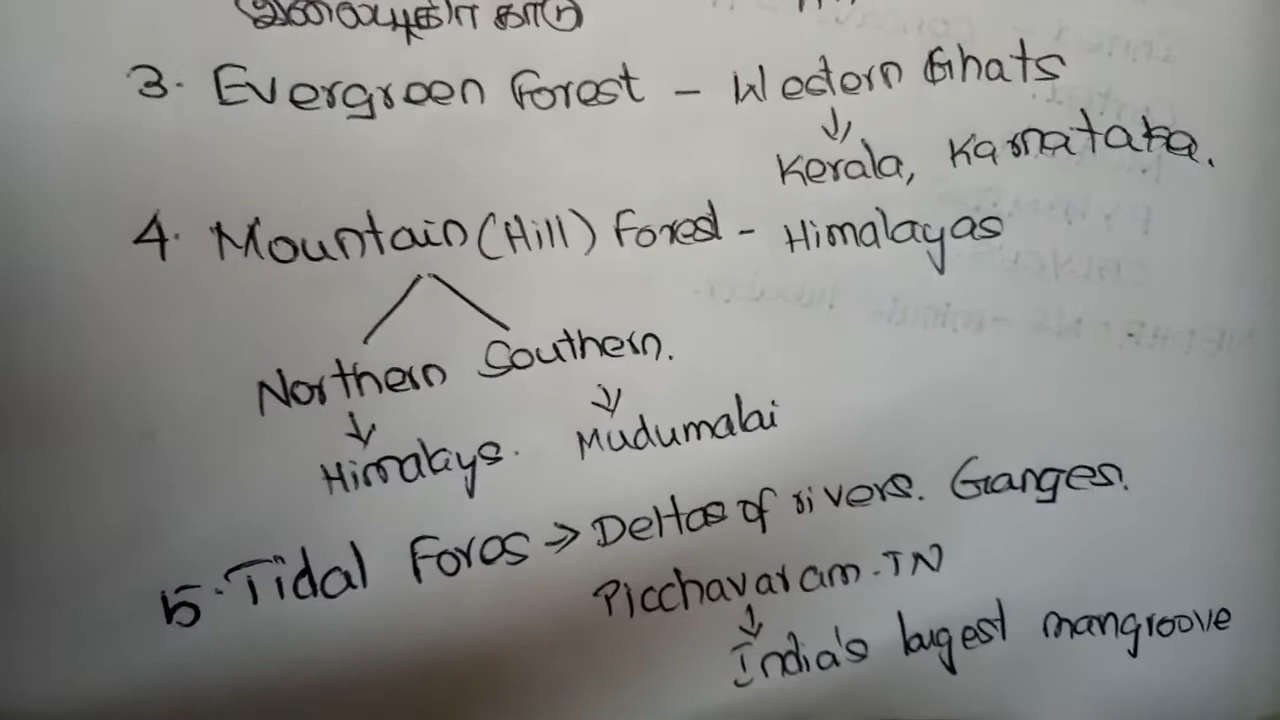 3. Evergreen Forest - Western Ghats
Kerala, Karnataka.
4. Mountain (Hill) Forest - Himalayas
Northern Southern.
Himalays. Mudumalai
5. Tidal Foros → Deltas of rivers. Ganges.
Picchavaram. TN
India's largest mangroove